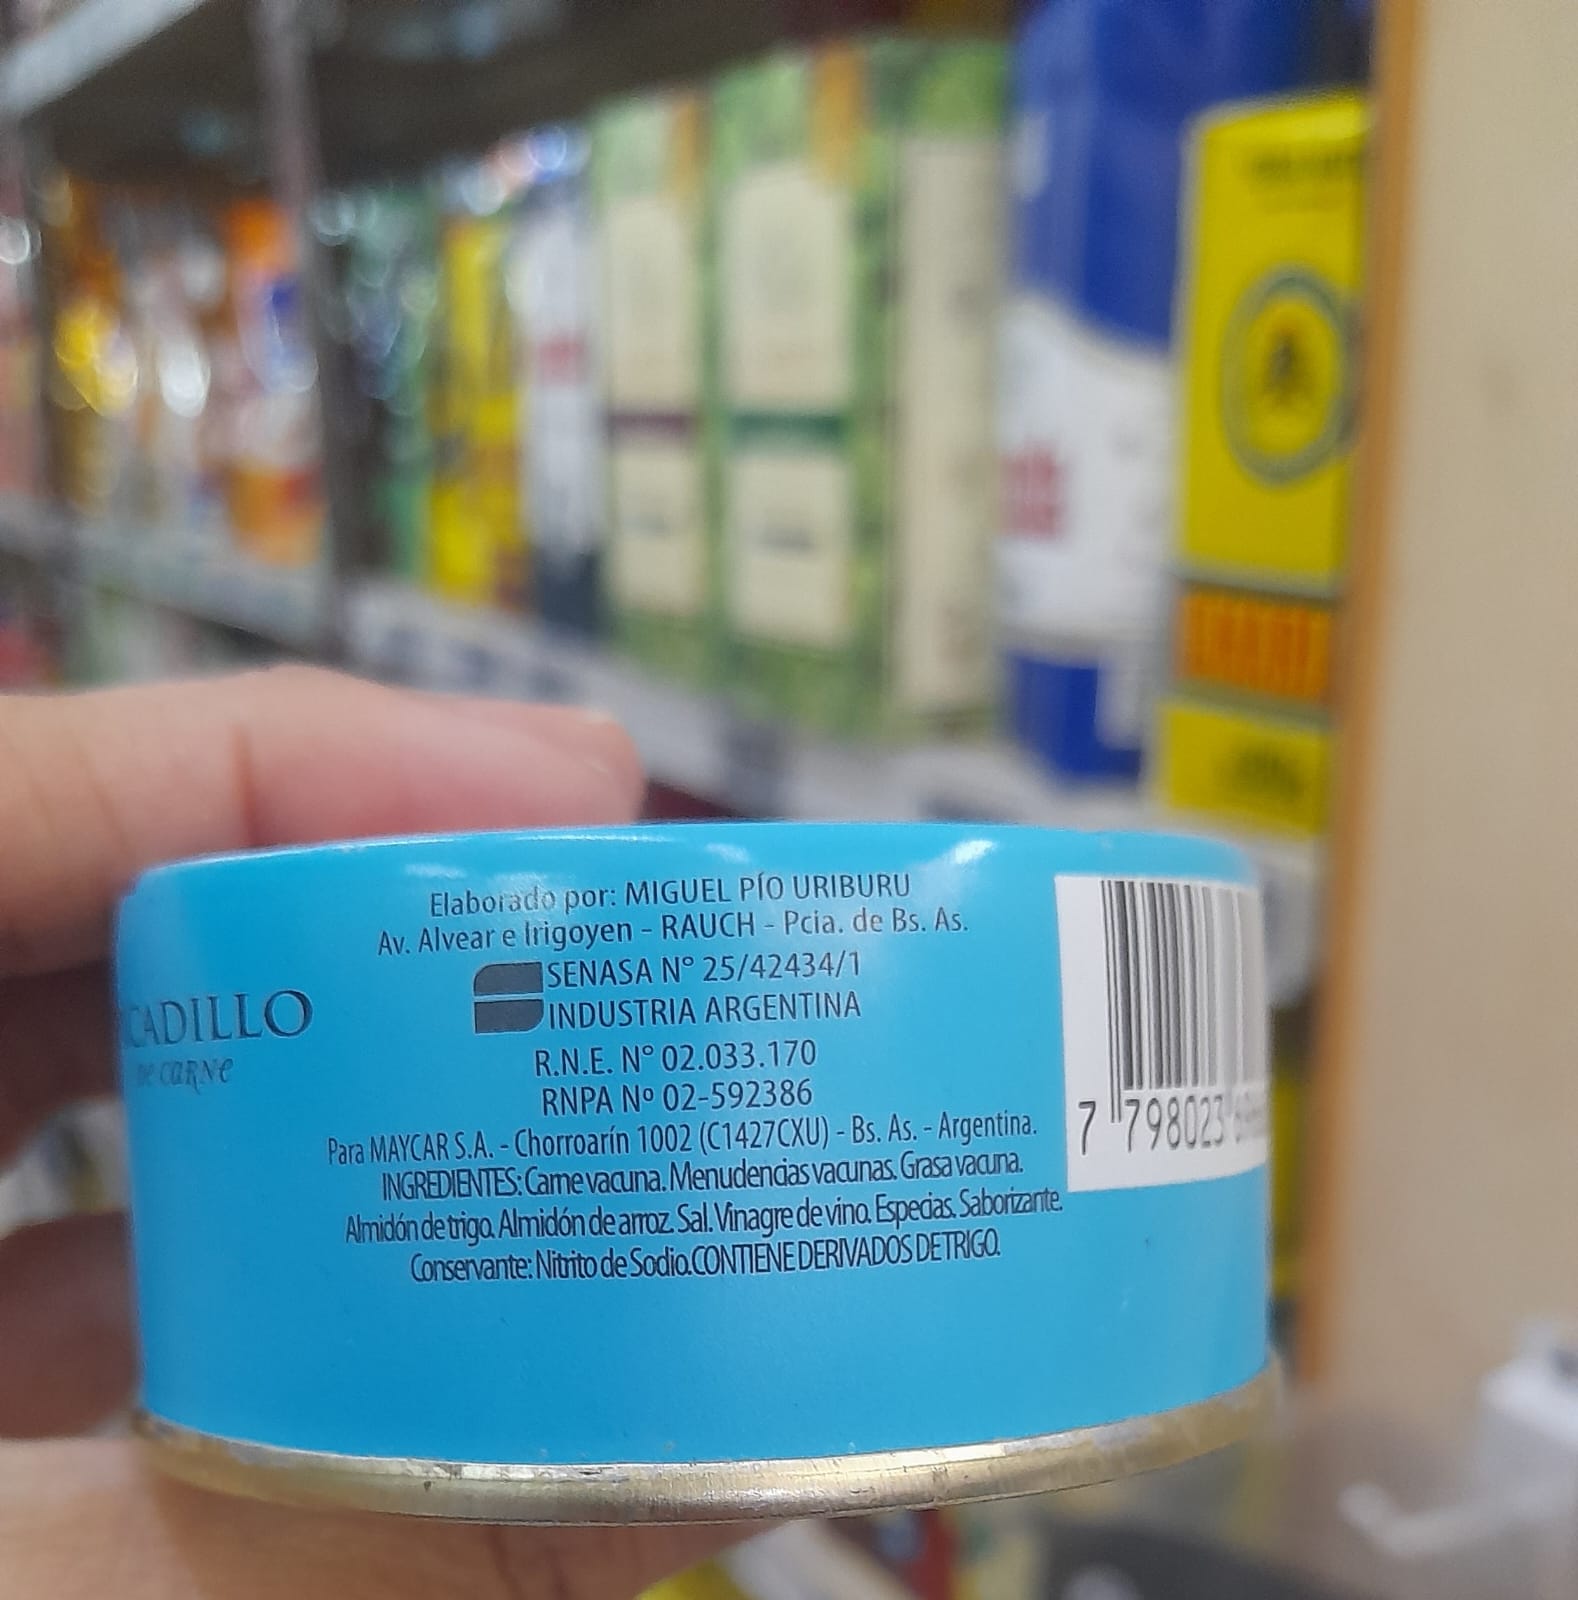 Elaborado por: MIGUEL PÍO URIBURU
Av. Alvear e Irigoyen - RAUCH - Pcia. de Bs. As.
SENASA N° 25/42434/1
INDUSTRIA ARGENTINA
R.N.E. N° 02.033.170
RNPA Nº 02-592386
Para MAYCAR S.A. - Chorroarín 1002 (C1427CXU) - Bs. As. - Argentina.
INGREDIENTES: Carne vacuna. Menudencias vacunas. Grasa vacuna.
Almidón de trigo. Almidón de arroz. Sal. Vinagre de vino. Especias. Saborizante.
Conservante: Nitrito de Sodio.CONTIENE DERIVADOS DE TRIGO.
CADILLO
DE CARNE
7 798023